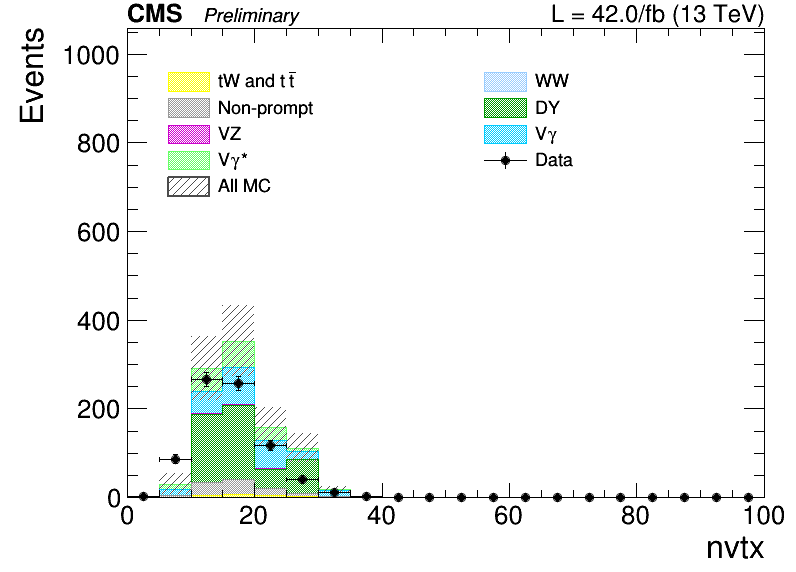 CMS Preliminary L = 42.0/fb (13 TeV)
Events
1000
800
600
400
200
0
tW and t t̅
Non-prompt
VZ
Vγ*
All MC
WW
DY
Vγ
Data
0 20 40 60 80 100
nvtx